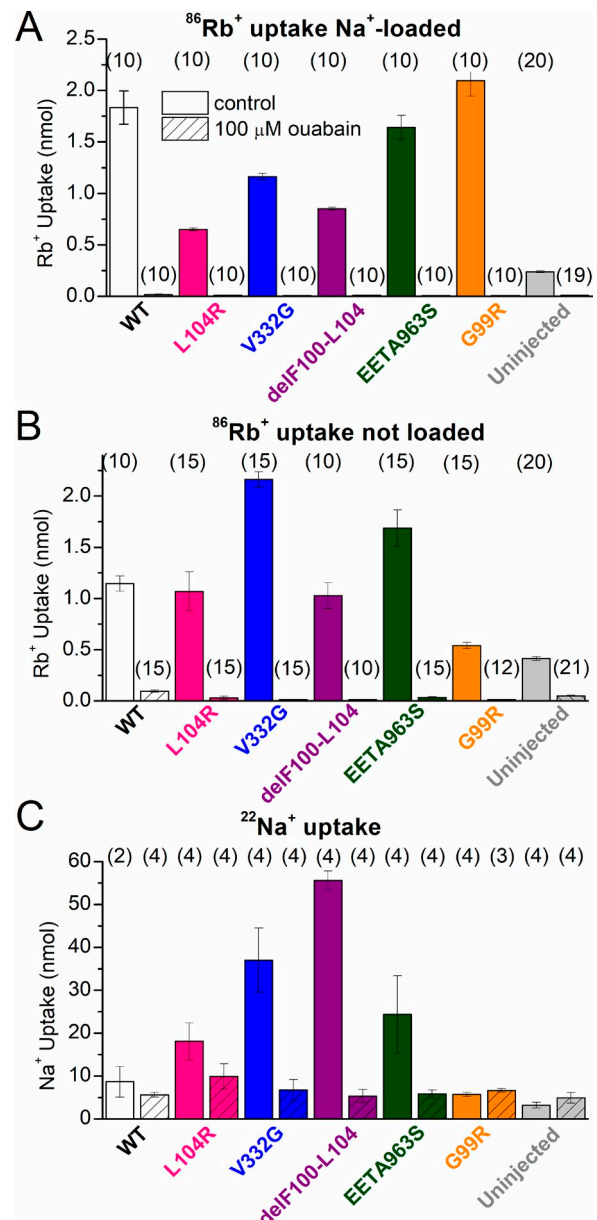 A
⁸⁶Rb⁺ uptake Na⁺-loaded
(10) (10) (10) (10) (10) (10) (20)
2.5
2.0
1.5
1.0
0.5
0.0
Rb⁺ Uptake (nmol)
control
100 μM ouabain
(10) (10) (10) (10) (10) (10) (19)
WT L104R V332G delF100-L104 EETA963S G99R Uninjected
B
⁸⁶Rb⁺ uptake not loaded
(10) (15) (15) (10) (15) (15) (20)
2.0
1.5
1.0
0.5
0.0
Rb⁺ Uptake (nmol)
(15) (15) (15) (10) (15) (12) (21)
WT L104R V332G delF100-L104 EETA963S G99R Uninjected
C
²²Na⁺ uptake
(2) (4) (4) (4) (4) (4) (4) (4) (4) (4) (4) (3) (4) (4)
60
50
40
30
20
10
0
Na⁺ Uptake (nmol)
WT L104R V332G delF100-L104 EETA963S G99R Uninjected